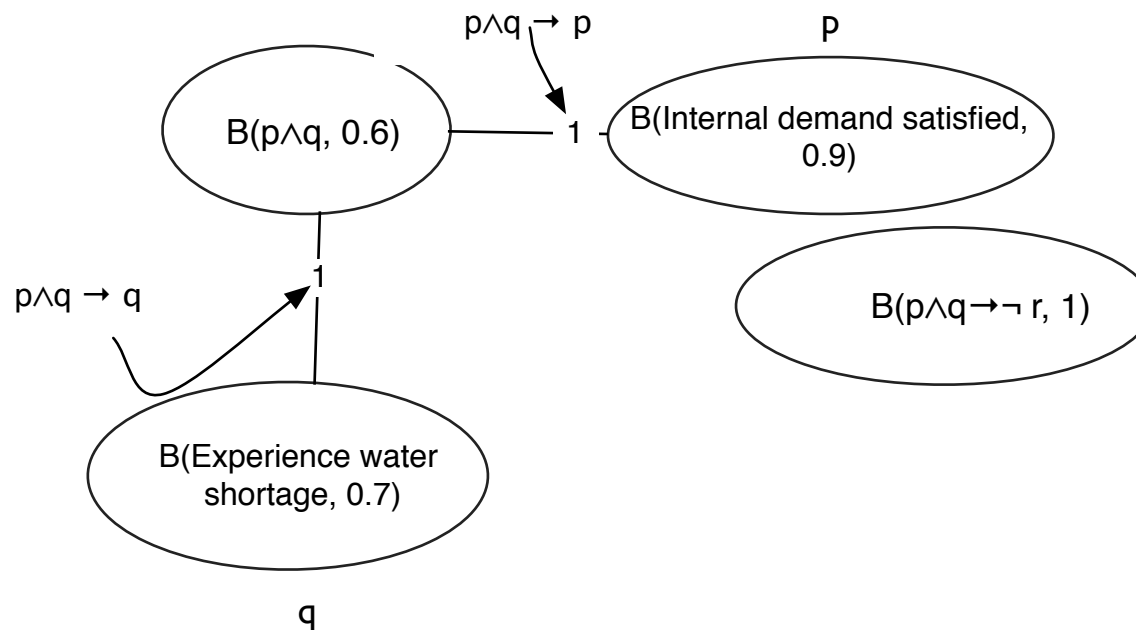 p∧q → p
p
B(p∧q, 0.6)
1
B(Internal demand satisfied,
0.9)
1
p∧q → q
B(p∧q→¬ r, 1)
B(Experience water
shortage, 0.7)
q